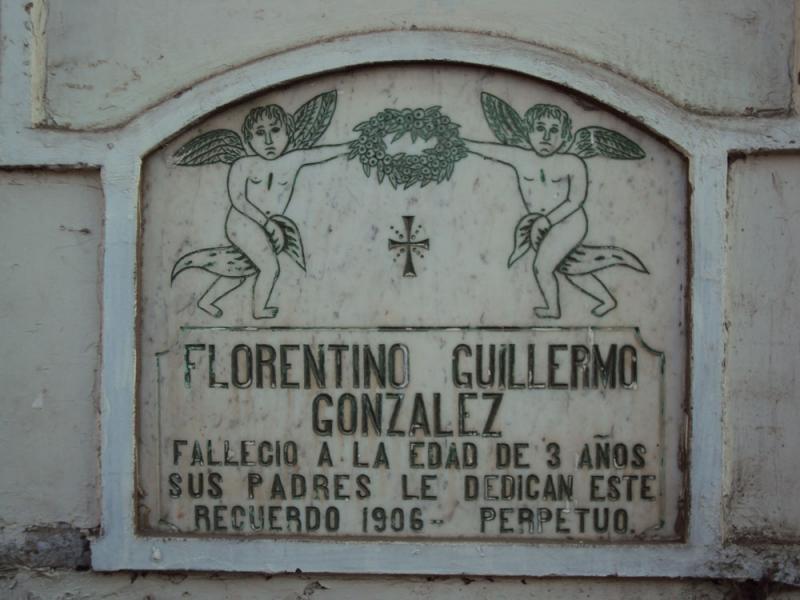 FLORENTINO GUILLERMO
GONZALEZ
FALLECIO A LA EDAD DE 3 AÑOS
SUS PADRES LE DEDICAN ESTE
RECUERDO 1906-- PERPETUO.